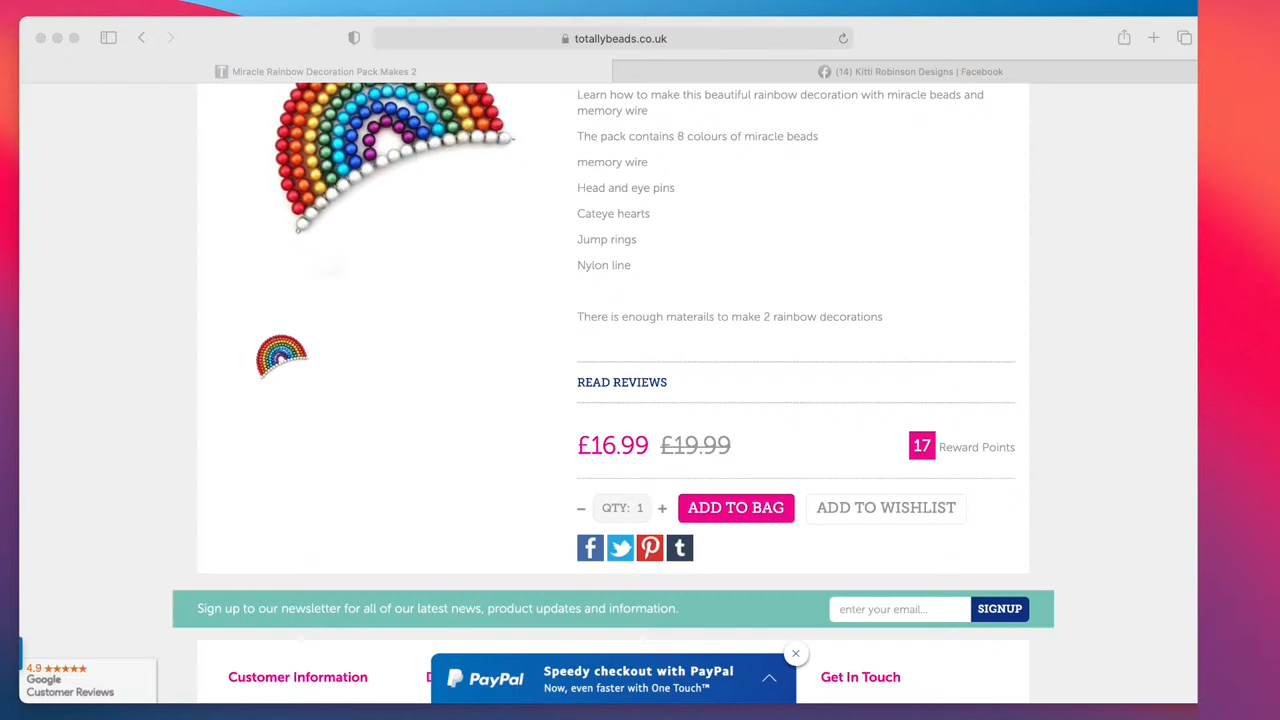 totallybeads.co.uk
Miracle Rainbow Decoration Pack Makes 2
(14) Kitti Robinson Designs | Facebook
Learn how to make this beautiful rainbow decoration with miracle beads and
memory wire
The pack contains 8 colours of miracle beads
memory wire
Head and eye pins
Cateye hearts
Jump rings
Nylon line
There is enough materails to make 2 rainbow decorations
READ REVIEWS
£16.99 £19.99
17 Reward Points
– QTY: 1 + ADD TO BAG ADD TO WISHLIST
Sign up to our newsletter for all of our latest news, product updates and information.
enter your email... SIGNUP
4.9 ★★★★★
Google
Customer Reviews
Customer Information
PayPal
Speedy checkout with PayPal
Now, even faster with One Touch™
Get In Touch